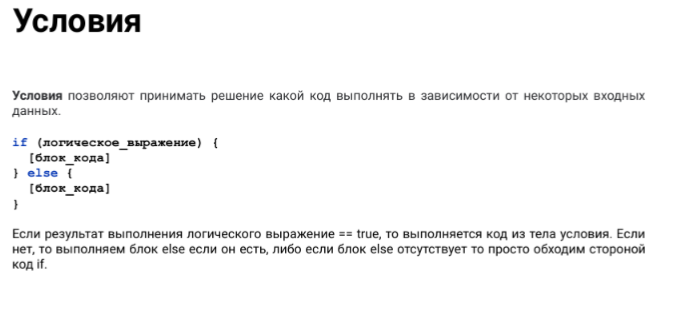 Условия
Условия позволяют принимать решение какой код выполнять в зависимости от некоторых входных
данных.
if (логическое_выражение) {
[блок_кода]
} else {
[блок_кода]
}
Если результат выполнения логического выражение == true, то выполняется код из тела условия. Если
нет, то выполняем блок else если он есть, либо если блок else отсутствует то просто обходим стороной
код if.